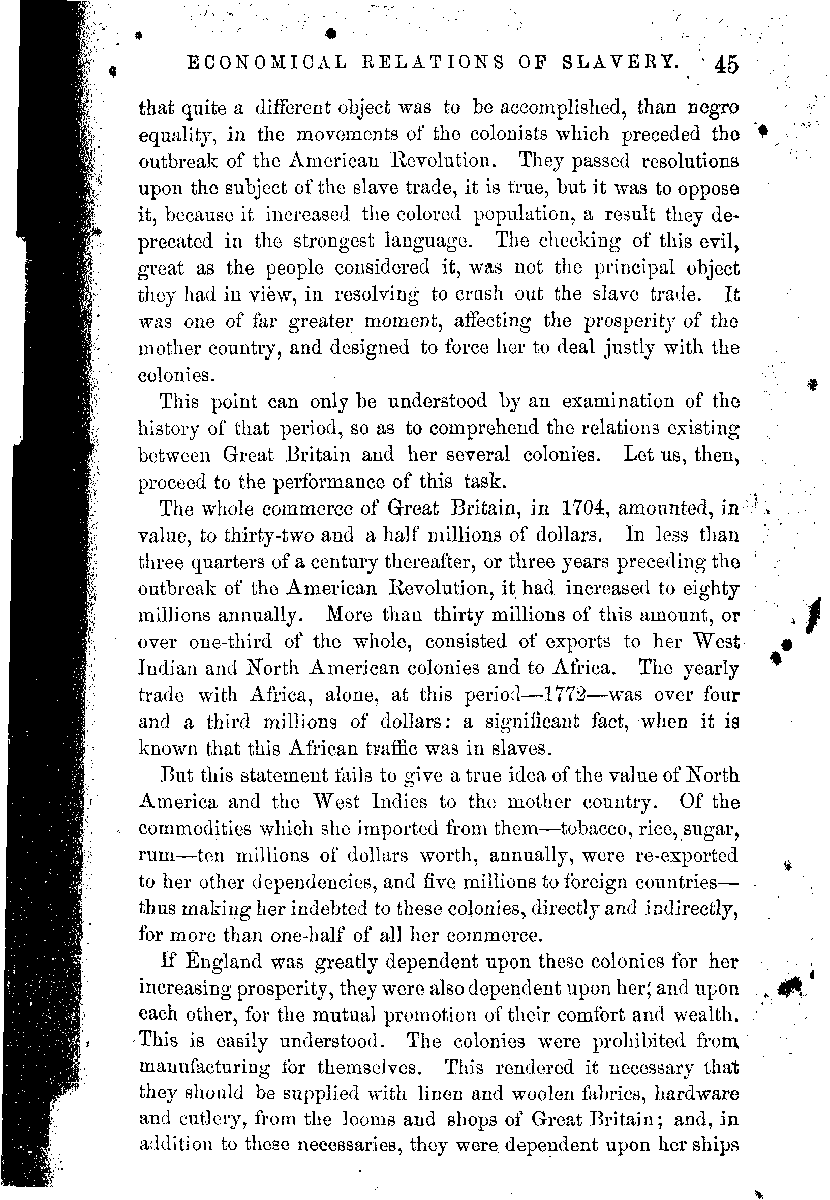 ECONOMICAL RELATIONS OF SLAVERY. 45
that quite a different object was to be accomplished, than negro
equality, in the movements of the colonists which preceded the
outbreak of the American Revolution. They passed resolutions
upon the subject of the slave trade, it is true, but it was to oppose
it, because it increased the colored population, a result they de-
precated in the strongest language. The checking of this evil,
great as the people considered it, was not the principal object
they had in view, in resolving to crush out the slave trade. It
was one of far greater moment, affecting the prosperity of the
mother country, and designed to force her to deal justly with the
colonies.
This point can only be understood by an examination of the
history of that period, so as to comprehend the relations existing
between Great Britain and her several colonies. Let us, then,
proceed to the performance of this task.
The whole commerce of Great Britain, in 1704, amounted, in
value, to thirty-two and a half millions of dollars. In less than
three quarters of a century thereafter, or three years preceding the
outbreak of the American Revolution, it had increased to eighty
millions annually. More than thirty millions of this amount, or
over one-third of the whole, consisted of exports to her West
Indian and North American colonies and to Africa. The yearly
trade with Africa, alone, at this period—1772—was over four
and a third millions of dollars: a significant fact, when it is
known that this African traffic was in slaves.
But this statement fails to give a true idea of the value of North
America and the West Indies to the mother country. Of the
commodities which she imported from them—tobacco, rice, sugar,
rum—ten millions of dollars worth, annually, were re-exported
to her other dependencies, and five millions to foreign countries—
thus making her indebted to these colonies, directly and indirectly,
for more than one-half of all her commerce.
If England was greatly dependent upon these colonies for her
increasing prosperity, they were also dependent upon her, and upon
each other, for the mutual promotion of their comfort and wealth.
This is easily understood. The colonies were prohibited from
manufacturing for themselves. This rendered it necessary that
they should be supplied with linen and woolen fabrics, hardware
and cutlery, from the looms and shops of Great Britain; and, in
addition to these necessaries, they were dependent upon her ships